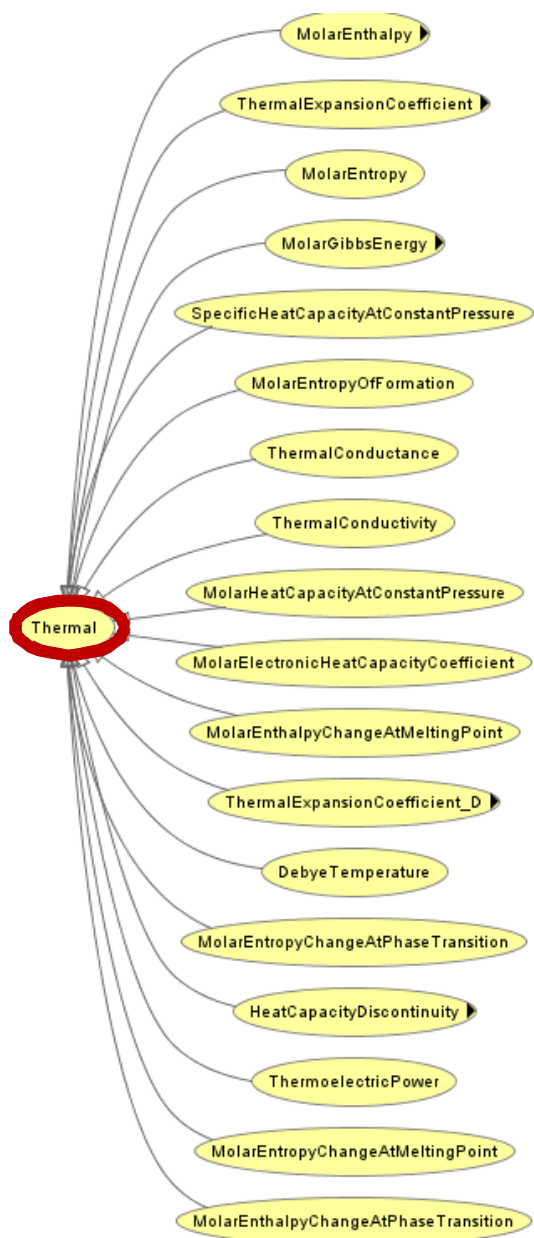 MolarEnthalpy
ThermalExpansionCoefficient
MolarEntropy
MolarGibbsEnergy
SpecificHeatCapacityAtConstantPressure
MolarEntropyOfFormation
ThermalConductance
ThermalConductivity
MolarHeatCapacityAtConstantPressure
Thermal
MolarElectronicHeatCapacityCoefficient
MolarEnthalpyChangeAtMeltingPoint
ThermalExpansionCoefficient_D
DebyeTemperature
MolarEntropyChangeAtPhaseTransition
HeatCapacityDiscontinuity
ThermoelectricPower
MolarEntropyChangeAtMeltingPoint
MolarEnthalpyChangeAtPhaseTransition